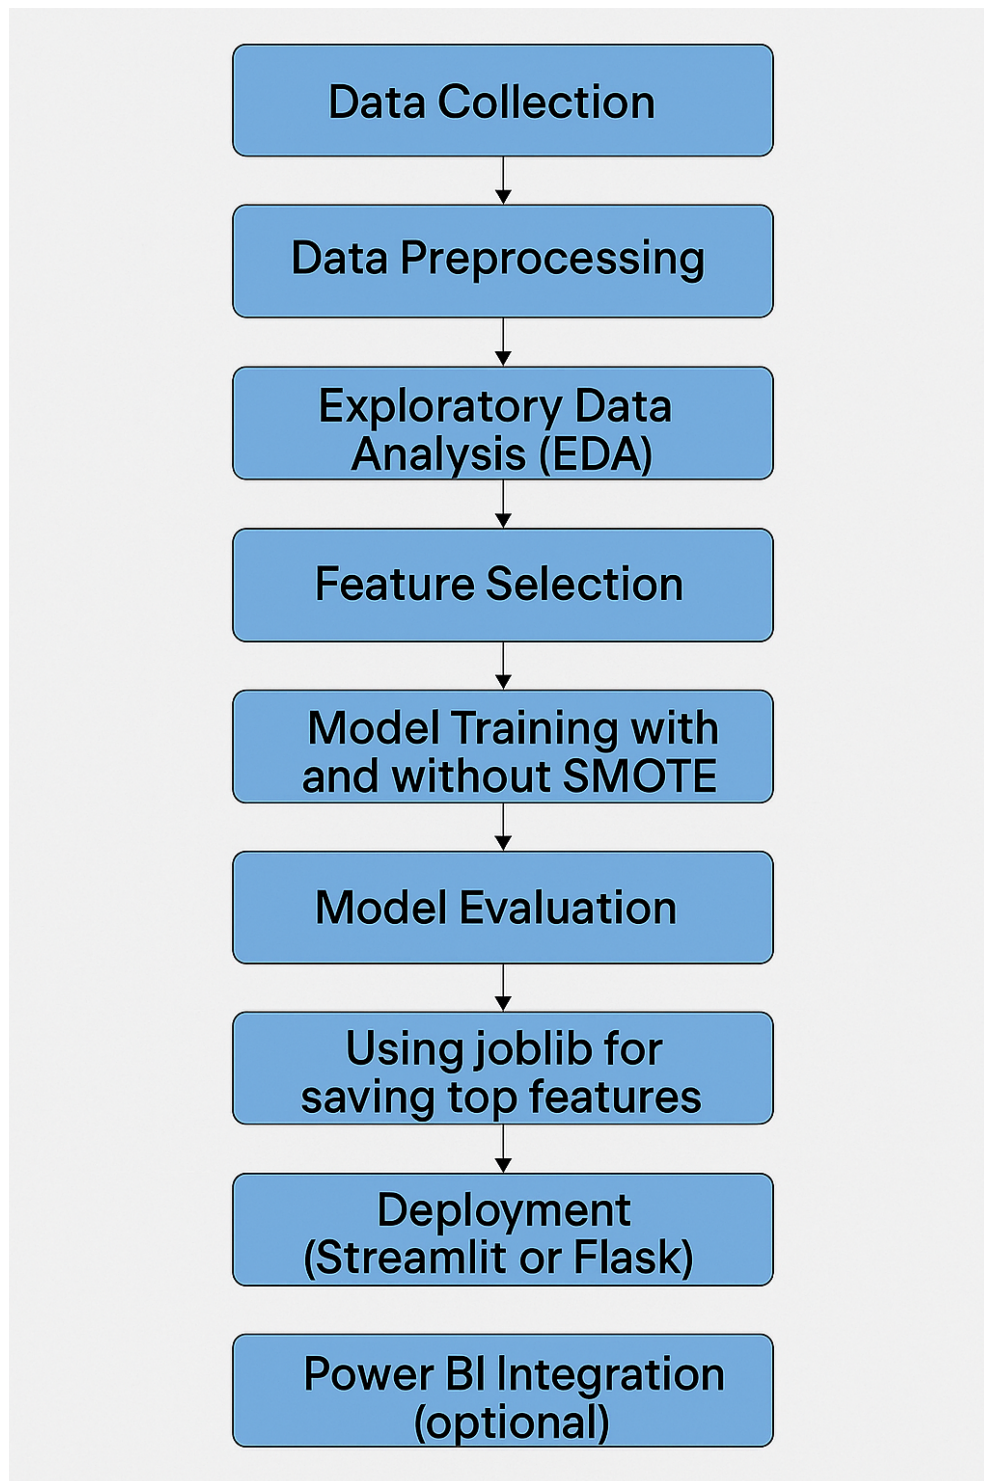 Data Collection
Data Preprocessing
Exploratory Data
Analysis (EDA)
Feature Selection
Model Training with
and without SMOTE
Model Evaluation
Using joblib for
saving top features
Deployment
(Streamlit or Flask)
Power BI Integration
(optional)